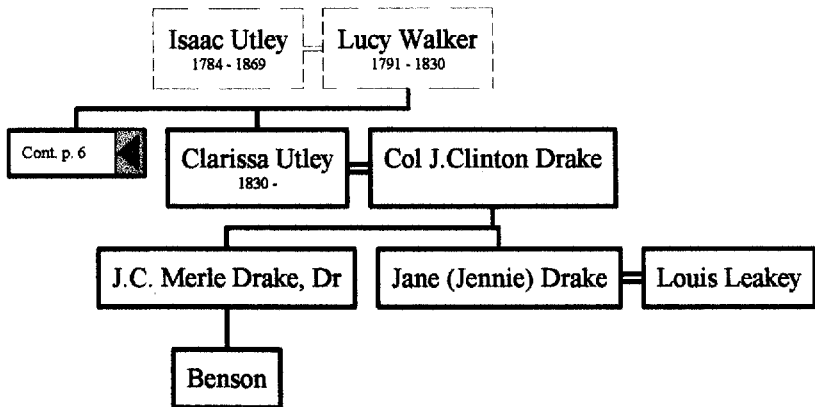 Isaac Utley
1784 - 1869
Lucy Walker
1791 - 1830
Cont. p. 6
Clarissa Utley
1830 -
Col J.Clinton Drake
J.C. Merle Drake, Dr
Jane (Jennie) Drake
Louis Leakey
Benson